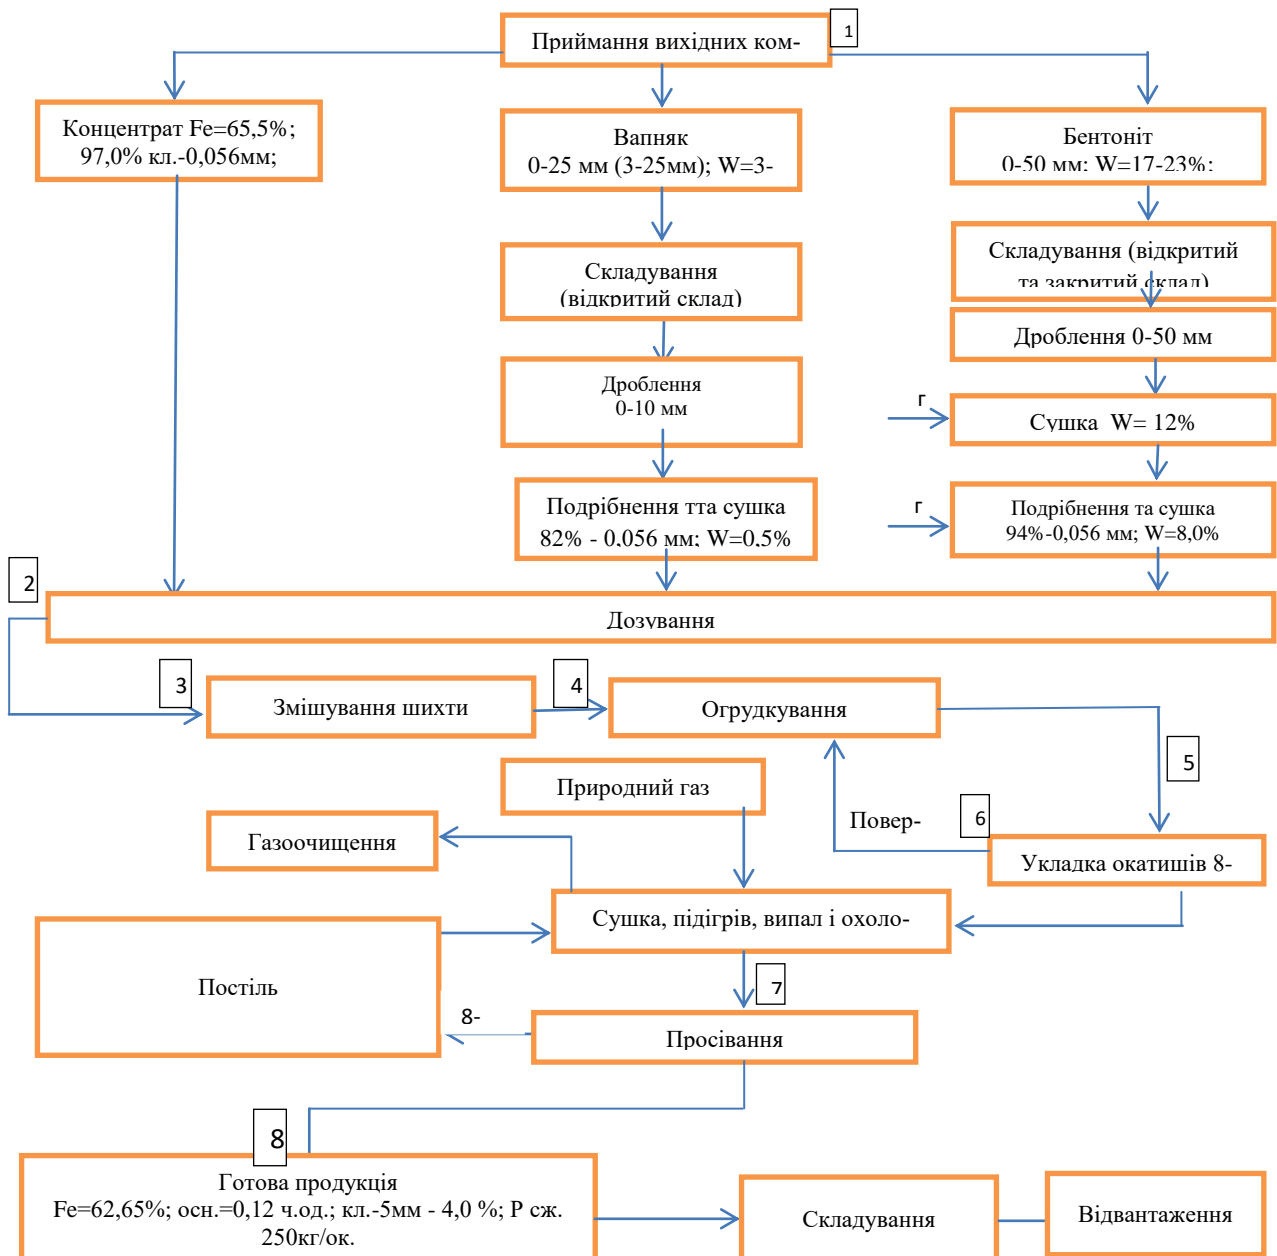 Приймання вихідних ком-
1
Концентрат Fe=65,5%;
97,0% кл.-0,056мм;
Вапняк
0-25 мм (3-25мм); W=3-
Бентоніт
0-50 мм; W=17-23%;
Складування
(відкритий склад)
Складування (відкритий
та закритий склад)
Дроблення 0-50 мм
Дроблення
0-10 мм
г
Сушка W= 12%
Подрібнення тта сушка
82% - 0,056 мм; W=0,5%
г
Подрібнення та сушка
94%-0,056 мм; W=8,0%
2
Дозування
3
Змішування шихти
4
Огрудкування
5
Природний газ
Газоочищення
Повер-
6
Укладка окатишів 8-
Сушка, підігрів, випал і охоло-
Постіль
7
8-
Просівання
8
Готова продукція
Fe=62,65%; осн.=0,12 ч.од.; кл.-5мм - 4,0 %; Р сж.
250кг/ок.
Складування
Відвантаження